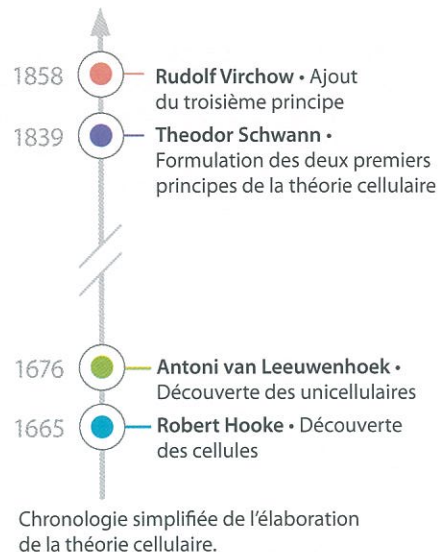 1858
Rudolf Virchow • Ajout
du troisième principe
1839
Theodor Schwann •
Formulation des deux premiers
principes de la théorie cellulaire
1676
Antoni van Leeuwenhoek •
Découverte des unicellulaires
1665
Robert Hooke • Découverte
des cellules
Chronologie simplifiée de l'élaboration
de la théorie cellulaire.